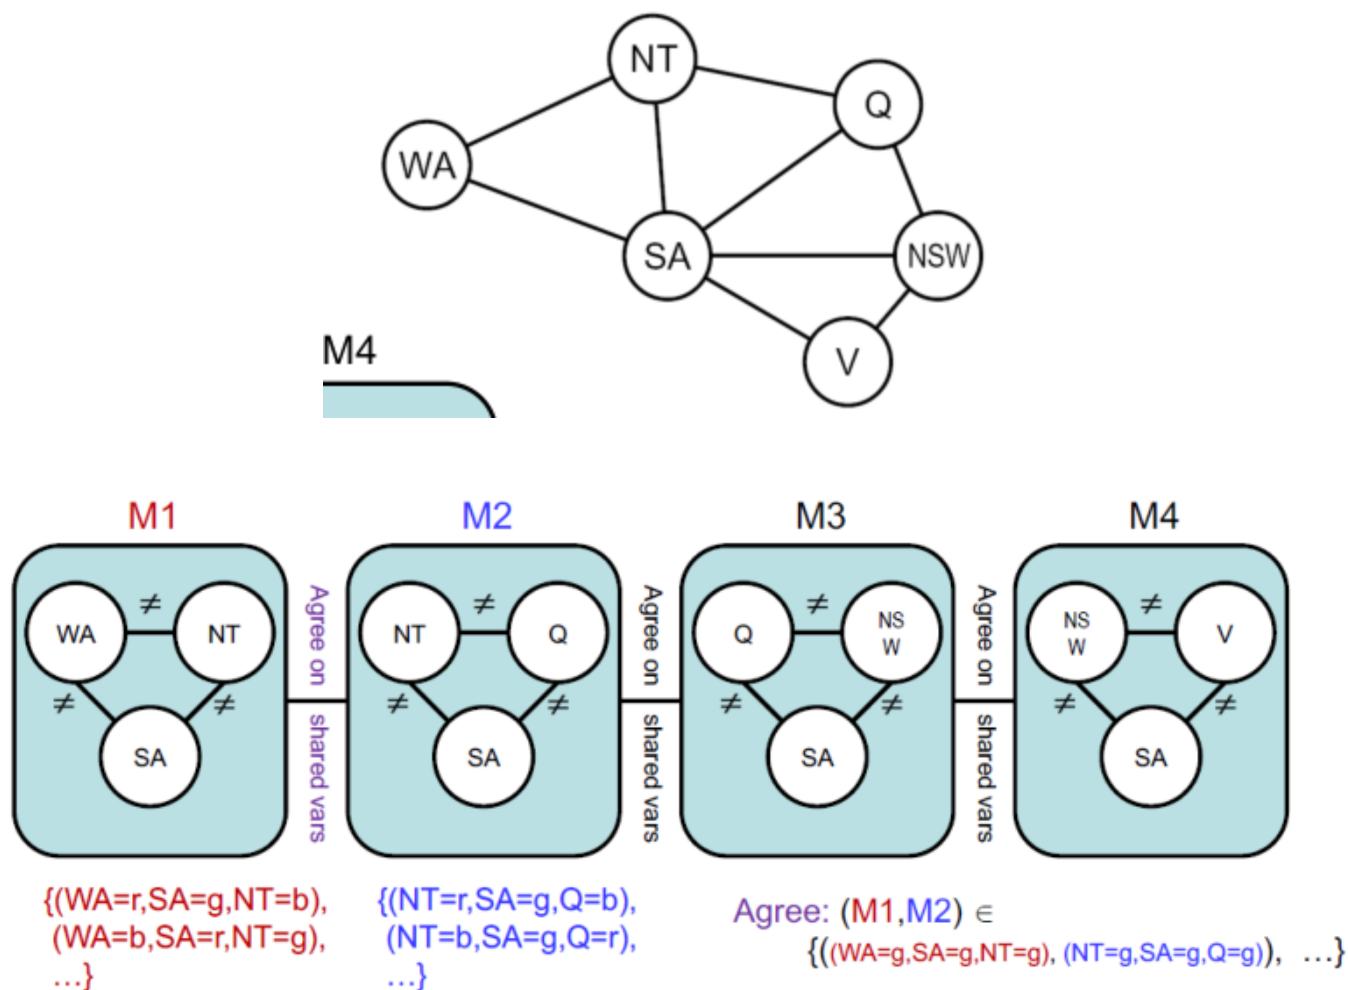 NT
Q
WA
SA
NSW
V
M4
M1
M2
M3
M4
WA
≠
NT
≠
≠
SA
Agree on
shared vars
NT
≠
Q
≠
≠
SA
Agree on
shared vars
Q
≠
NS
W
≠
≠
SA
Agree on
shared vars
NS
W
≠
V
≠
≠
SA
{(WA=r,SA=g,NT=b),
(WA=b,SA=r,NT=g),
…}
{(NT=r,SA=g,Q=b),
(NT=b,SA=g,Q=r),
…}
Agree: (M1,M2) ∈
{((WA=g,SA=g,NT=g), (NT=g,SA=g,Q=g)), …}